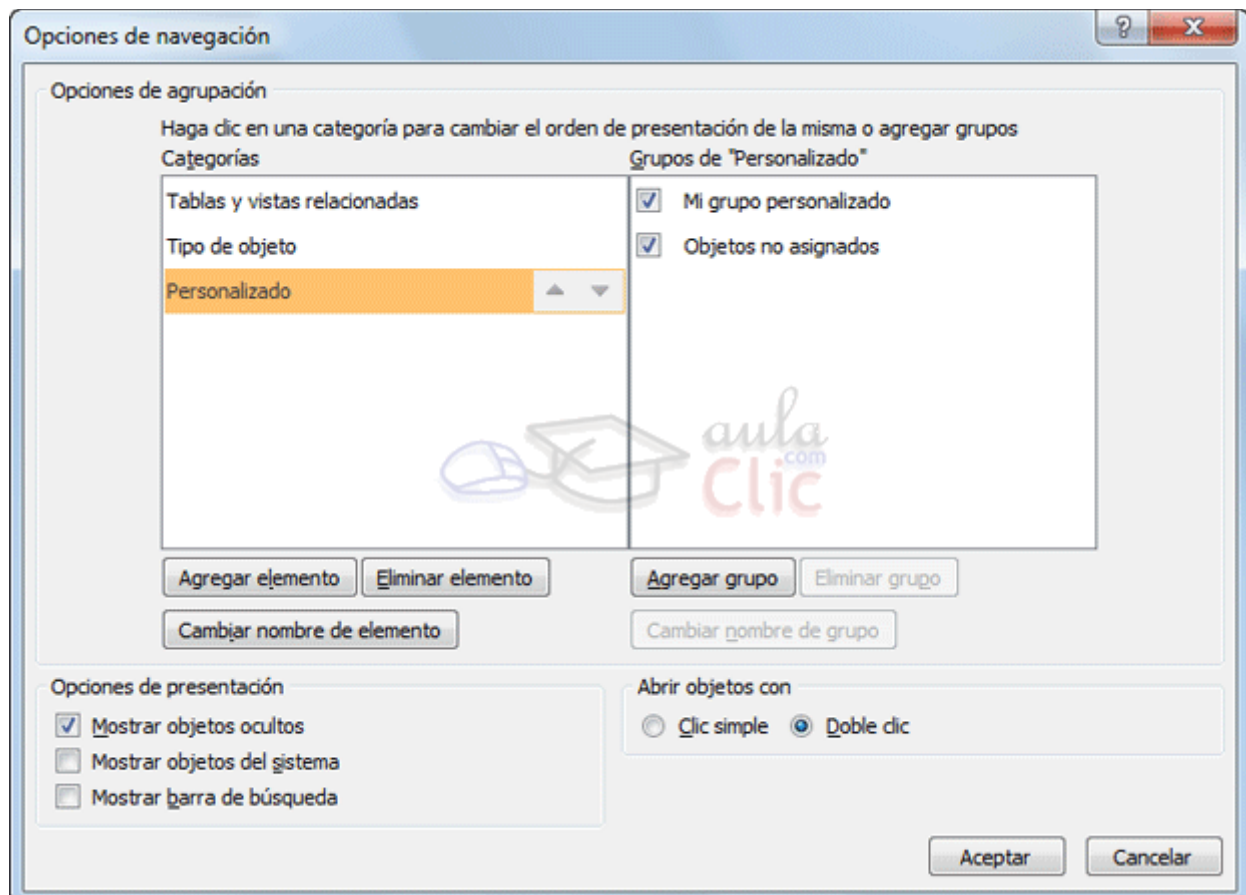 Opciones de navegación
Opciones de agrupación
Haga clic en una categoría para cambiar el orden de presentación de la misma o agregar grupos
Categorías
Grupos de "Personalizado"
Tablas y vistas relacionadas
Mi grupo personalizado
Tipo de objeto
Objetos no asignados
Personalizado
aula
.com
Clic
Agregar elemento
Eliminar elemento
Agregar grupo
Eliminar grupo
Cambiar nombre de elemento
Cambiar nombre de grupo
Opciones de presentación
Abrir objetos con
Mostrar objetos ocultos
Clic simple
Doble clic
Mostrar objetos del sistema
Mostrar barra de búsqueda
Aceptar
Cancelar